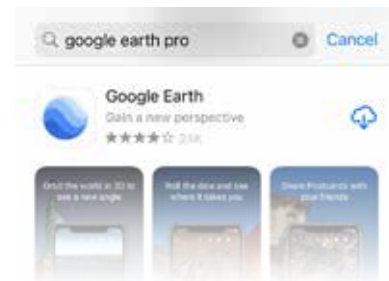 google earth pro
Cancel
Google Earth
Gain a new perspective
Orbit the world in 3D to
see a new angle
Roll the dice and see
where it takes you
Share Postcards with
your friends